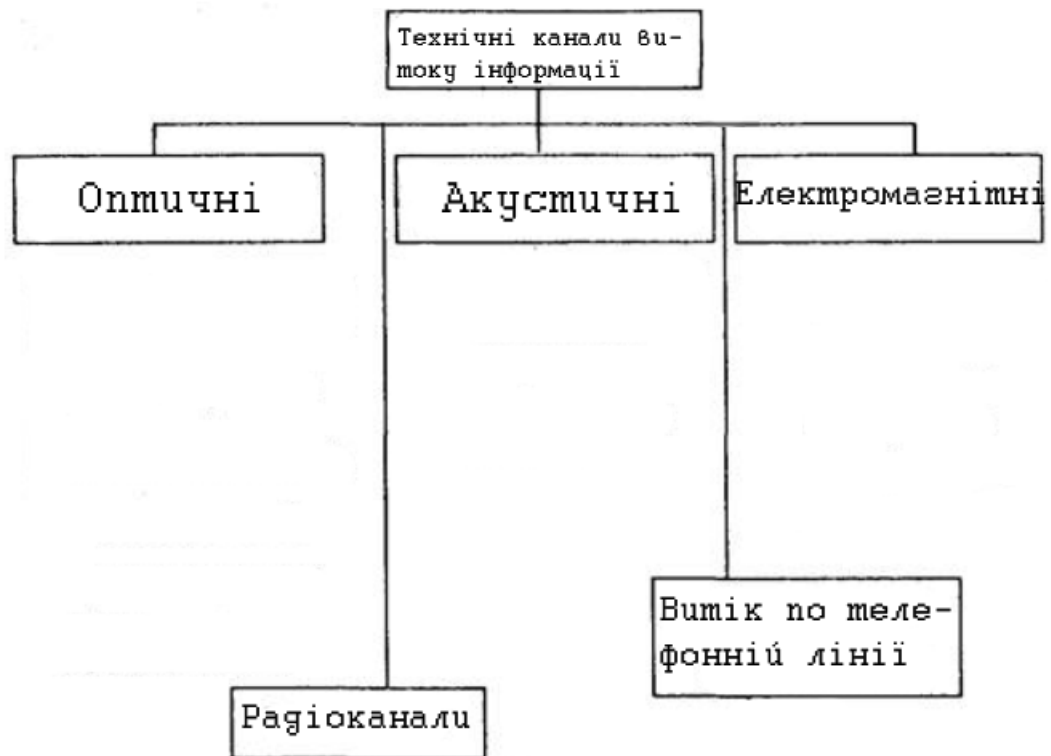 Технічні канали ви-
току інформації
Оптичні
Акустичні
Електромагнітні
Витік по теле-
фонній лінії
Радіоканали